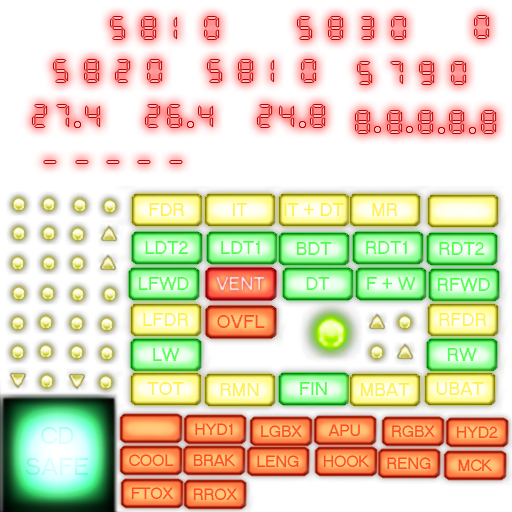 5810 5830 0
5820 5810 5790
27.4 26.4 24.8 8.8.8.8.8
- - - - -
FDR IT IT + DT MR
LDT2 LDT1 BDT RDT1 RDT2
LFWD VENT DT F + W RFWD
LFDR OVFL RFDR
LW RW
TOT RMN FIN MBAT UBAT
CD
SAFE
HYD1 LGBX APU RGBX HYD2
COOL BRAK LENG HOOK RENG MCK
FTOX RROX